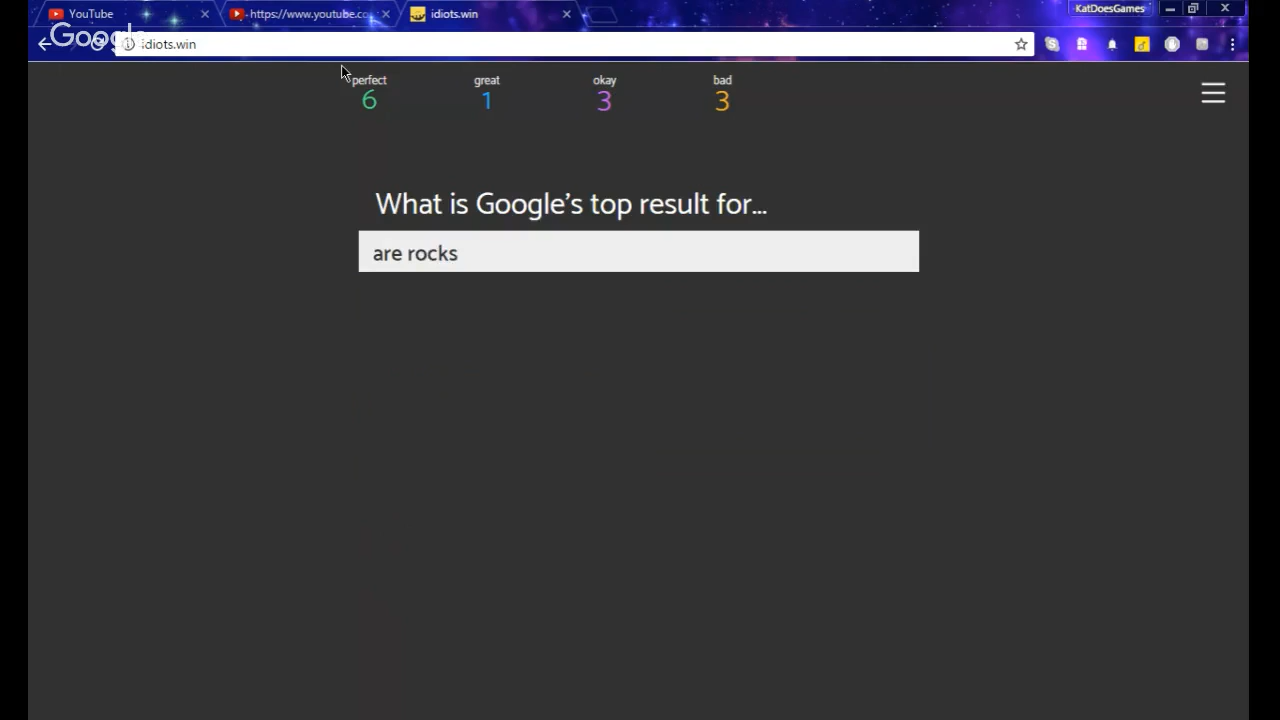 YouTube
https://www.youtube.co
idiots.win
KatDoesGames
Google
idiots.win
perfect great okay bad
6 1 3 3
What is Google's top result for...
are rocks